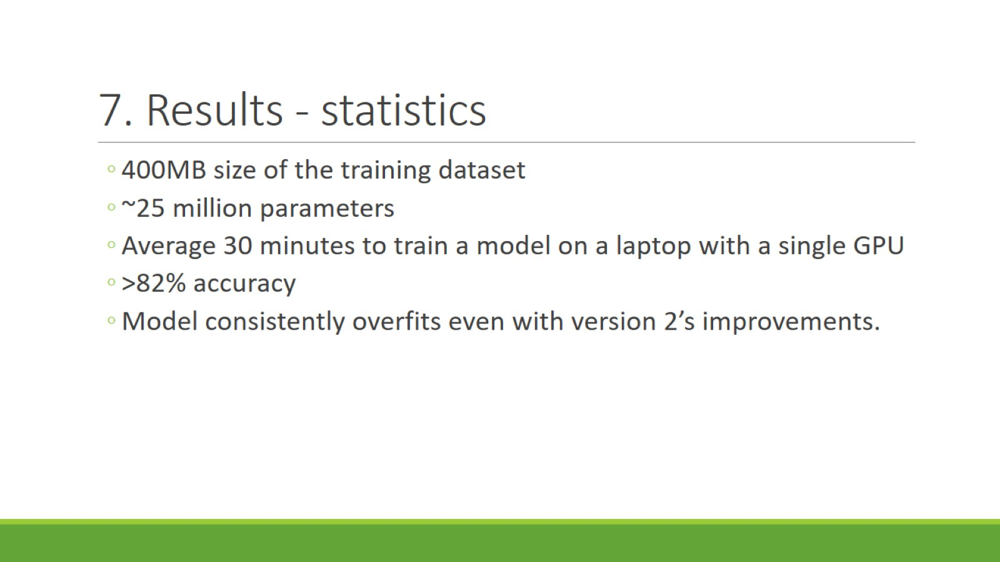 7. Results - statistics
◦ 400MB size of the training dataset
◦ ~25 million parameters
◦ Average 30 minutes to train a model on a laptop with a single GPU
◦ >82% accuracy
◦ Model consistently overfits even with version 2’s improvements.